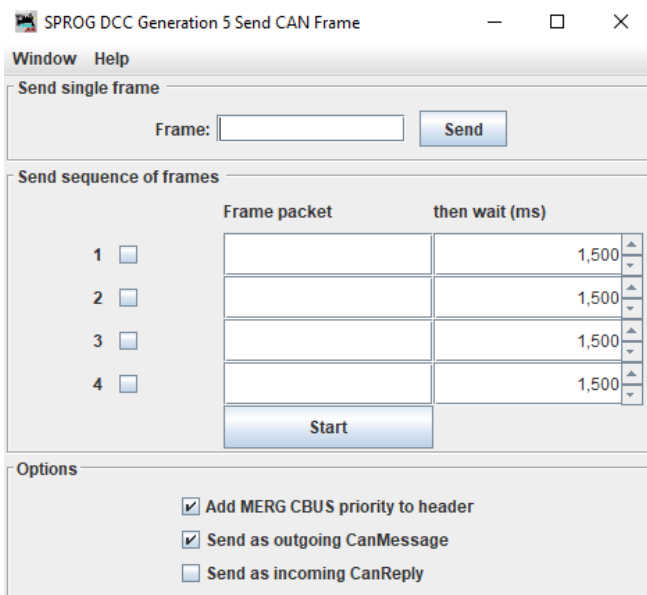 SPROG DCC Generation 5 Send CAN Frame
Window Help
Send single frame
Frame: Send
Send sequence of frames
Frame packet then wait (ms)
1 1,500
2 1,500
3 1,500
4 1,500
Start
Options
Add MERG CBUS priority to header
Send as outgoing CanMessage
Send as incoming CanReply